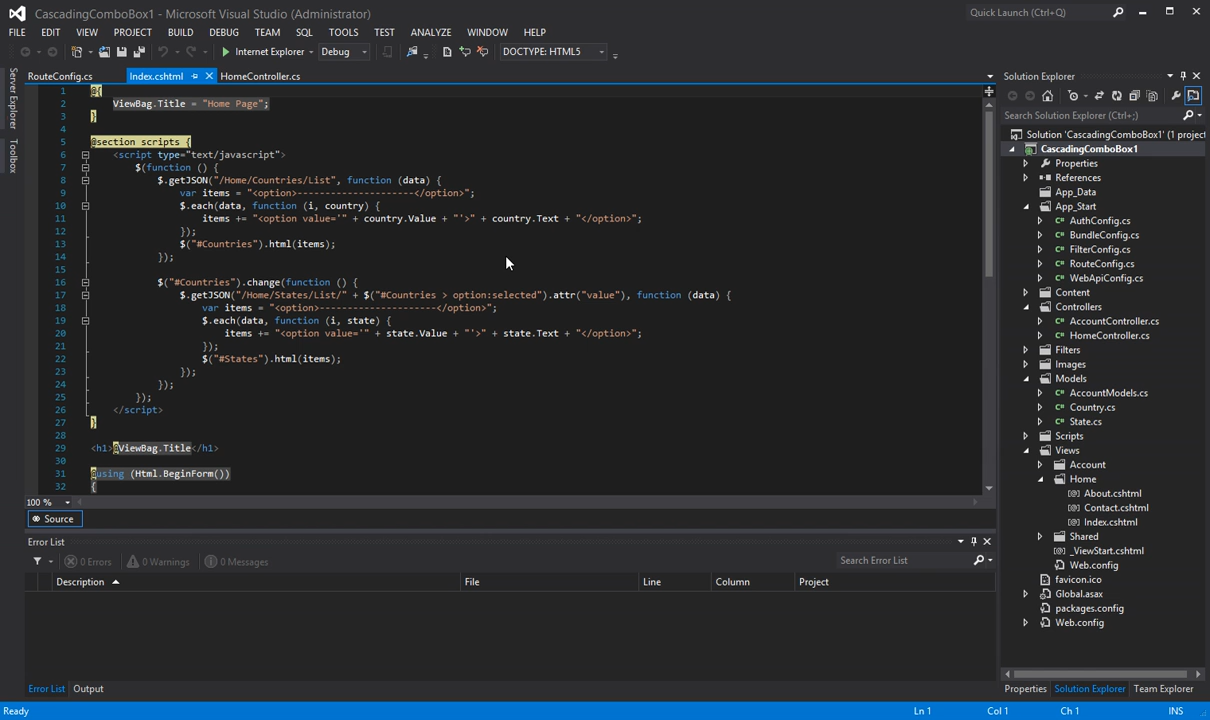 CascadingComboBox1 - Microsoft Visual Studio (Administrator)
Quick Launch (Ctrl+Q)
FILE EDIT VIEW PROJECT BUILD DEBUG TEAM SQL TOOLS TEST ANALYZE WINDOW HELP
Internet Explorer Debug DOCTYPE: HTML5
Server Explorer
Toolbox
RouteConfig.cs Index.cshtml HomeController.cs
1 @{
2 ViewBag.Title = "Home Page";
3 }
4
5 @section scripts {
6 <script type="text/javascript">
7 $(function () {
8 $.getJSON("/Home/Countries/List", function (data) {
9 var items = "<option>---------------------</option>";
10 $.each(data, function (i, country) {
11 items += "<option value='" + country.Value + "'>" + country.Text + "</option>";
12 });
13 $("#Countries").html(items);
14 });
15
16 $("#Countries").change(function () {
17 $.getJSON("/Home/States/List/" + $("#Countries > option:selected").attr("value"), function (data) {
18 var items = "<option>---------------------</option>";
19 $.each(data, function (i, state) {
20 items += "<option value='" + state.Value + "'>" + state.Text + "</option>";
21 });
22 $("#States").html(items);
23 });
24 });
25 });
26 </script>
27 }
28
29 <h1>@ViewBag.Title</h1>
30
31 @using (Html.BeginForm())
32 {
100 %
Source
Error List
0 Errors 0 Warnings 0 Messages Search Error List
Description File Line Column Project
Error List Output
Solution Explorer
Search Solution Explorer (Ctrl+;)
Solution 'CascadingComboBox1' (1 project
CascadingComboBox1
Properties
References
App_Data
App_Start
C# AuthConfig.cs
C# BundleConfig.cs
C# FilterConfig.cs
C# RouteConfig.cs
C# WebApiConfig.cs
Content
Controllers
C# AccountController.cs
C# HomeController.cs
Filters
Images
Models
C# AccountModels.cs
C# Country.cs
C# State.cs
Scripts
Views
Account
Home
[@] About.cshtml
[@] Contact.cshtml
[@] Index.cshtml
Shared
[@] _ViewStart.cshtml
Web.config
favicon.ico
Global.asax
packages.config
Web.config
Properties Solution Explorer Team Explorer
Ready Ln 1 Col 1 Ch 1 INS